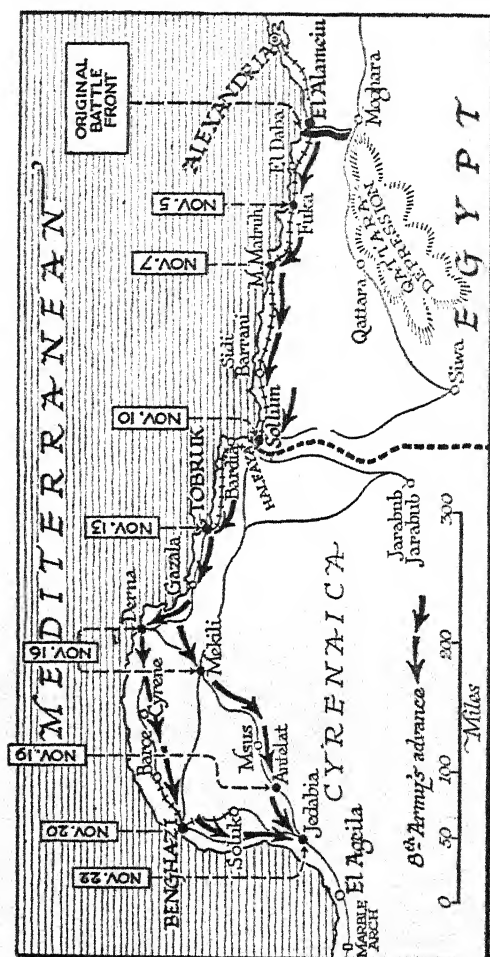 MEDITERRANEAN
ORIGINAL
BATTLE
FRONT
NOV. 5
NOV. 7
NOV. 10
NOV. 13
NOV. 16
NOV. 19
NOV. 20
NOV. 22
ALEXANDRIA
El Alamein
El Daba
Fuka
M. Matruh
Sidi
Barrani
Sollum
HALFAYA
Bardia
TOBRUK
Gazala
Derna
Mekili
Cyrene
Barce
BENGHAZI
Soluk
Msus
Antelat
Jedabia
El Ageila
MARBLE
ARCH
Moghara
QATTARA
DEPRESSION
Qattara
Siwa
EGYPT
Jarabub
Jarabub
CYRENAICA
8th Army's advance
0 50 100 200 300
Miles